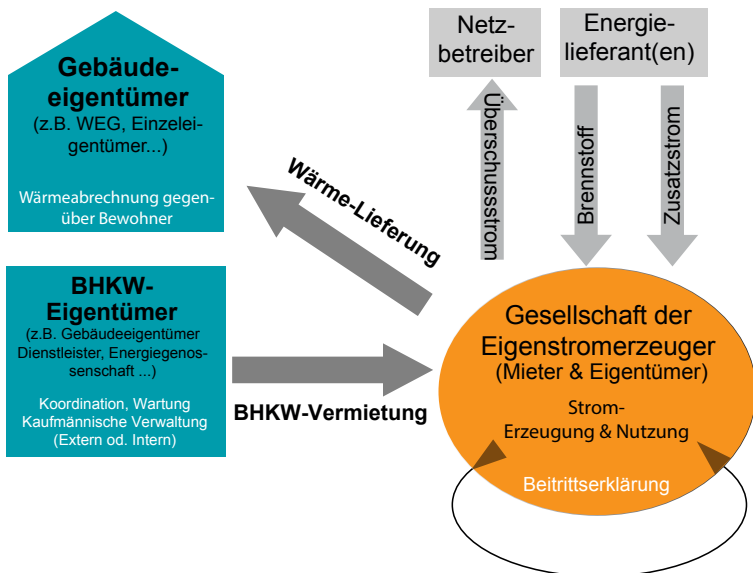 Gebäude-
eigentümer
(z.B. WEG, Einzelei-
gentümer...)
Wärmeabrechnung gegen-
über Bewohner
Netz-
betreiber
Energie-
lieferant(en)
Überschussstrom
Brennstoff
Zusatzstrom
Wärme-Lieferung
BHKW-
Eigentümer
(z.B. Gebäudeeigentümer
Dienstleister, Energiegenos-
senschaft ...)
Koordination, Wartung
Kaufmännische Verwaltung
(Extern od. Intern)
BHKW-Vermietung
Gesellschaft der
Eigenstromerzeuger
(Mieter & Eigentümer)
Strom-
Erzeugung & Nutzung
Beitrittserklärung